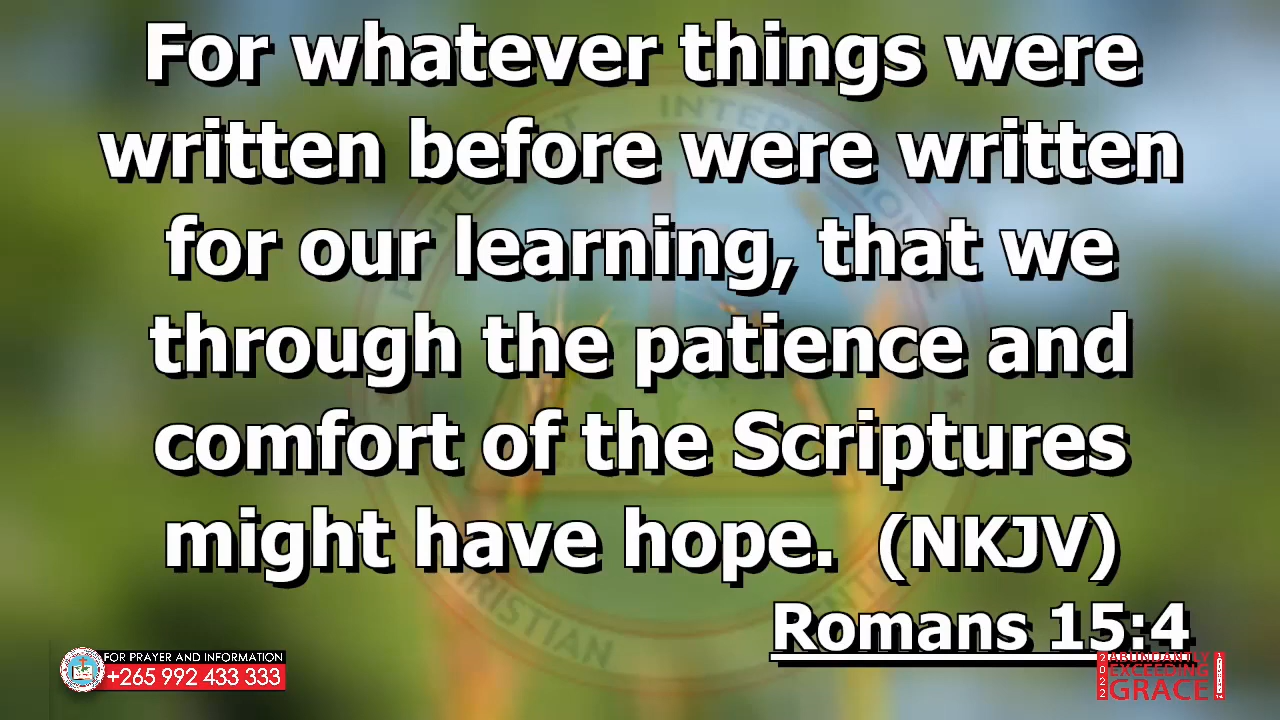 For whatever things were
written before were written
for our learning, that we
through the patience and
comfort of the Scriptures
might have hope. (NKJV)
Romans 15:4
FOR PRAYER AND INFORMATION
+265 992 433 333
2022
ABUNDANTLY
EXCEEDING
GRACE